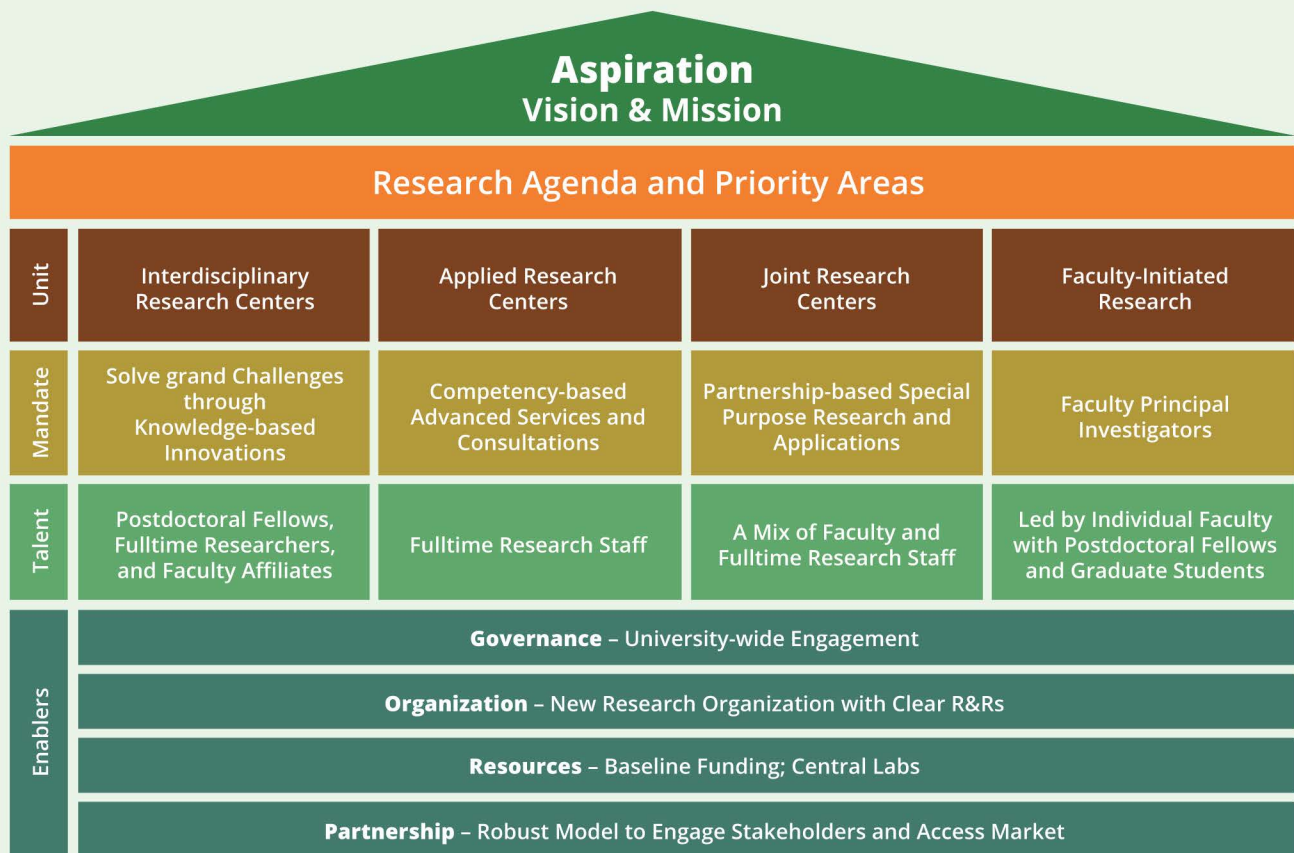 Aspiration
Vision & Mission
Research Agenda and Priority Areas
Unit
Interdisciplinary
Research Centers
Applied Research
Centers
Joint Research
Centers
Faculty-Initiated
Research
Mandate
Solve grand Challenges
through
Knowledge-based
Innovations
Competency-based
Advanced Services and
Consultations
Partnership-based Special
Purpose Research and
Applications
Faculty Principal
Investigators
Talent
Postdoctoral Fellows,
Fulltime Researchers,
and Faculty Affiliates
Fulltime Research Staff
A Mix of Faculty and
Fulltime Research Staff
Led by Individual Faculty
with Postdoctoral Fellows
and Graduate Students
Enablers
Governance – University-wide Engagement
Organization – New Research Organization with Clear R&Rs
Resources – Baseline Funding; Central Labs
Partnership – Robust Model to Engage Stakeholders and Access Market